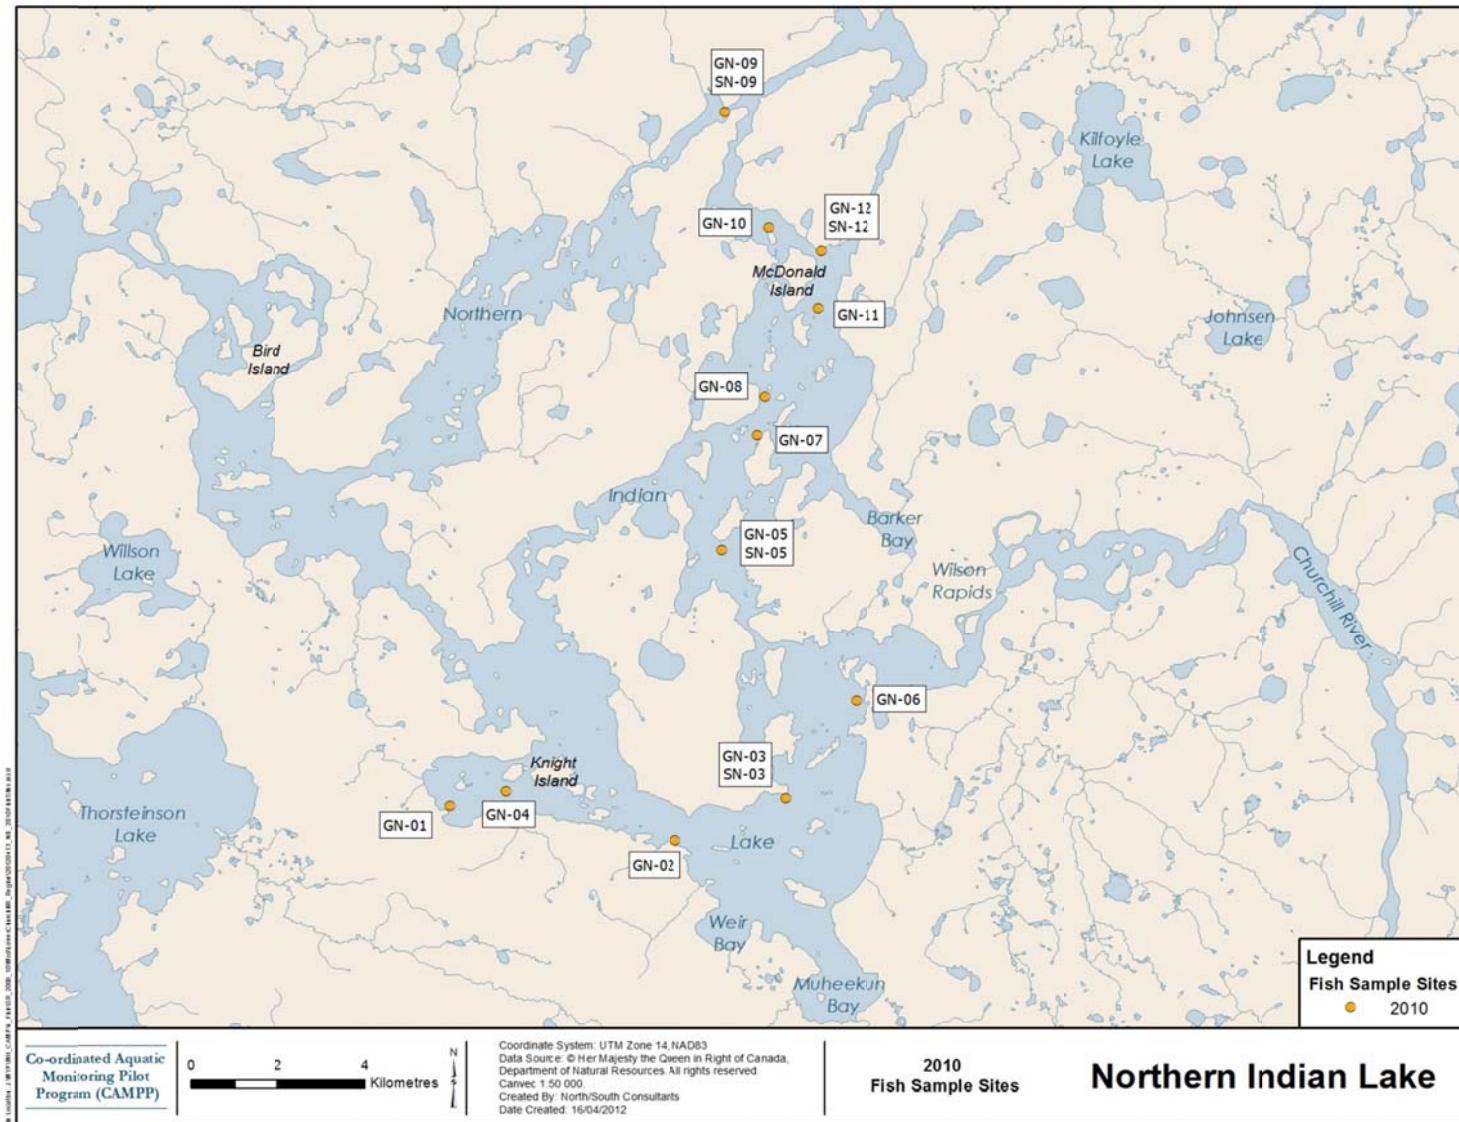 GN-09
SN-09
Kilfoyle
Lake
GN-12
SN-12
GN-10
McDonald
Island
Northern
GN-11
Johnsen
Lake
Bird
Island
GN-08
GN-07
Indian
Barker
Bay
GN-05
SN-05
Willson
Lake
Wilson
Rapids
Churchill River
GN-06
GN-03
SN-03
Knight
Island
Thorsteinson
Lake
GN-01
GN-04
Lake
GN-02
Weir
Bay
Muheekun
Bay
Legend
Fish Sample Sites
2010
Co-ordinated Aquatic
Monitoring Pilot
Program (CAMPP)
0 2 4
Kilometres
N
Coordinate System: UTM Zone 14,NAD83
Data Source: © Her Majesty the Queen in Right of Canada,
Department of Natural Resources. All rights reserved.
Canvec 1:50 000.
Created By: North/South Consultants
Date Created: 16/04/2012
2010
Fish Sample Sites
Northern Indian Lake